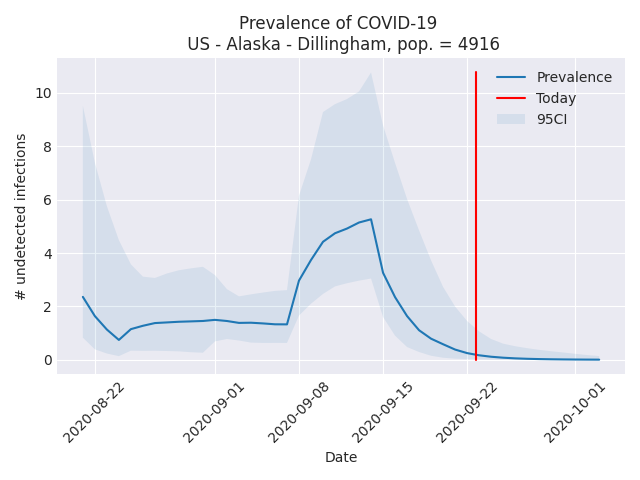 Prevalence of COVID-19
US - Alaska - Dillingham, pop. = 4916
# undetected infections
10
8
6
4
2
0
Prevalence
Today
95CI
2020-08-22
2020-09-01
2020-09-08
2020-09-15
2020-09-22
2020-10-01
Date